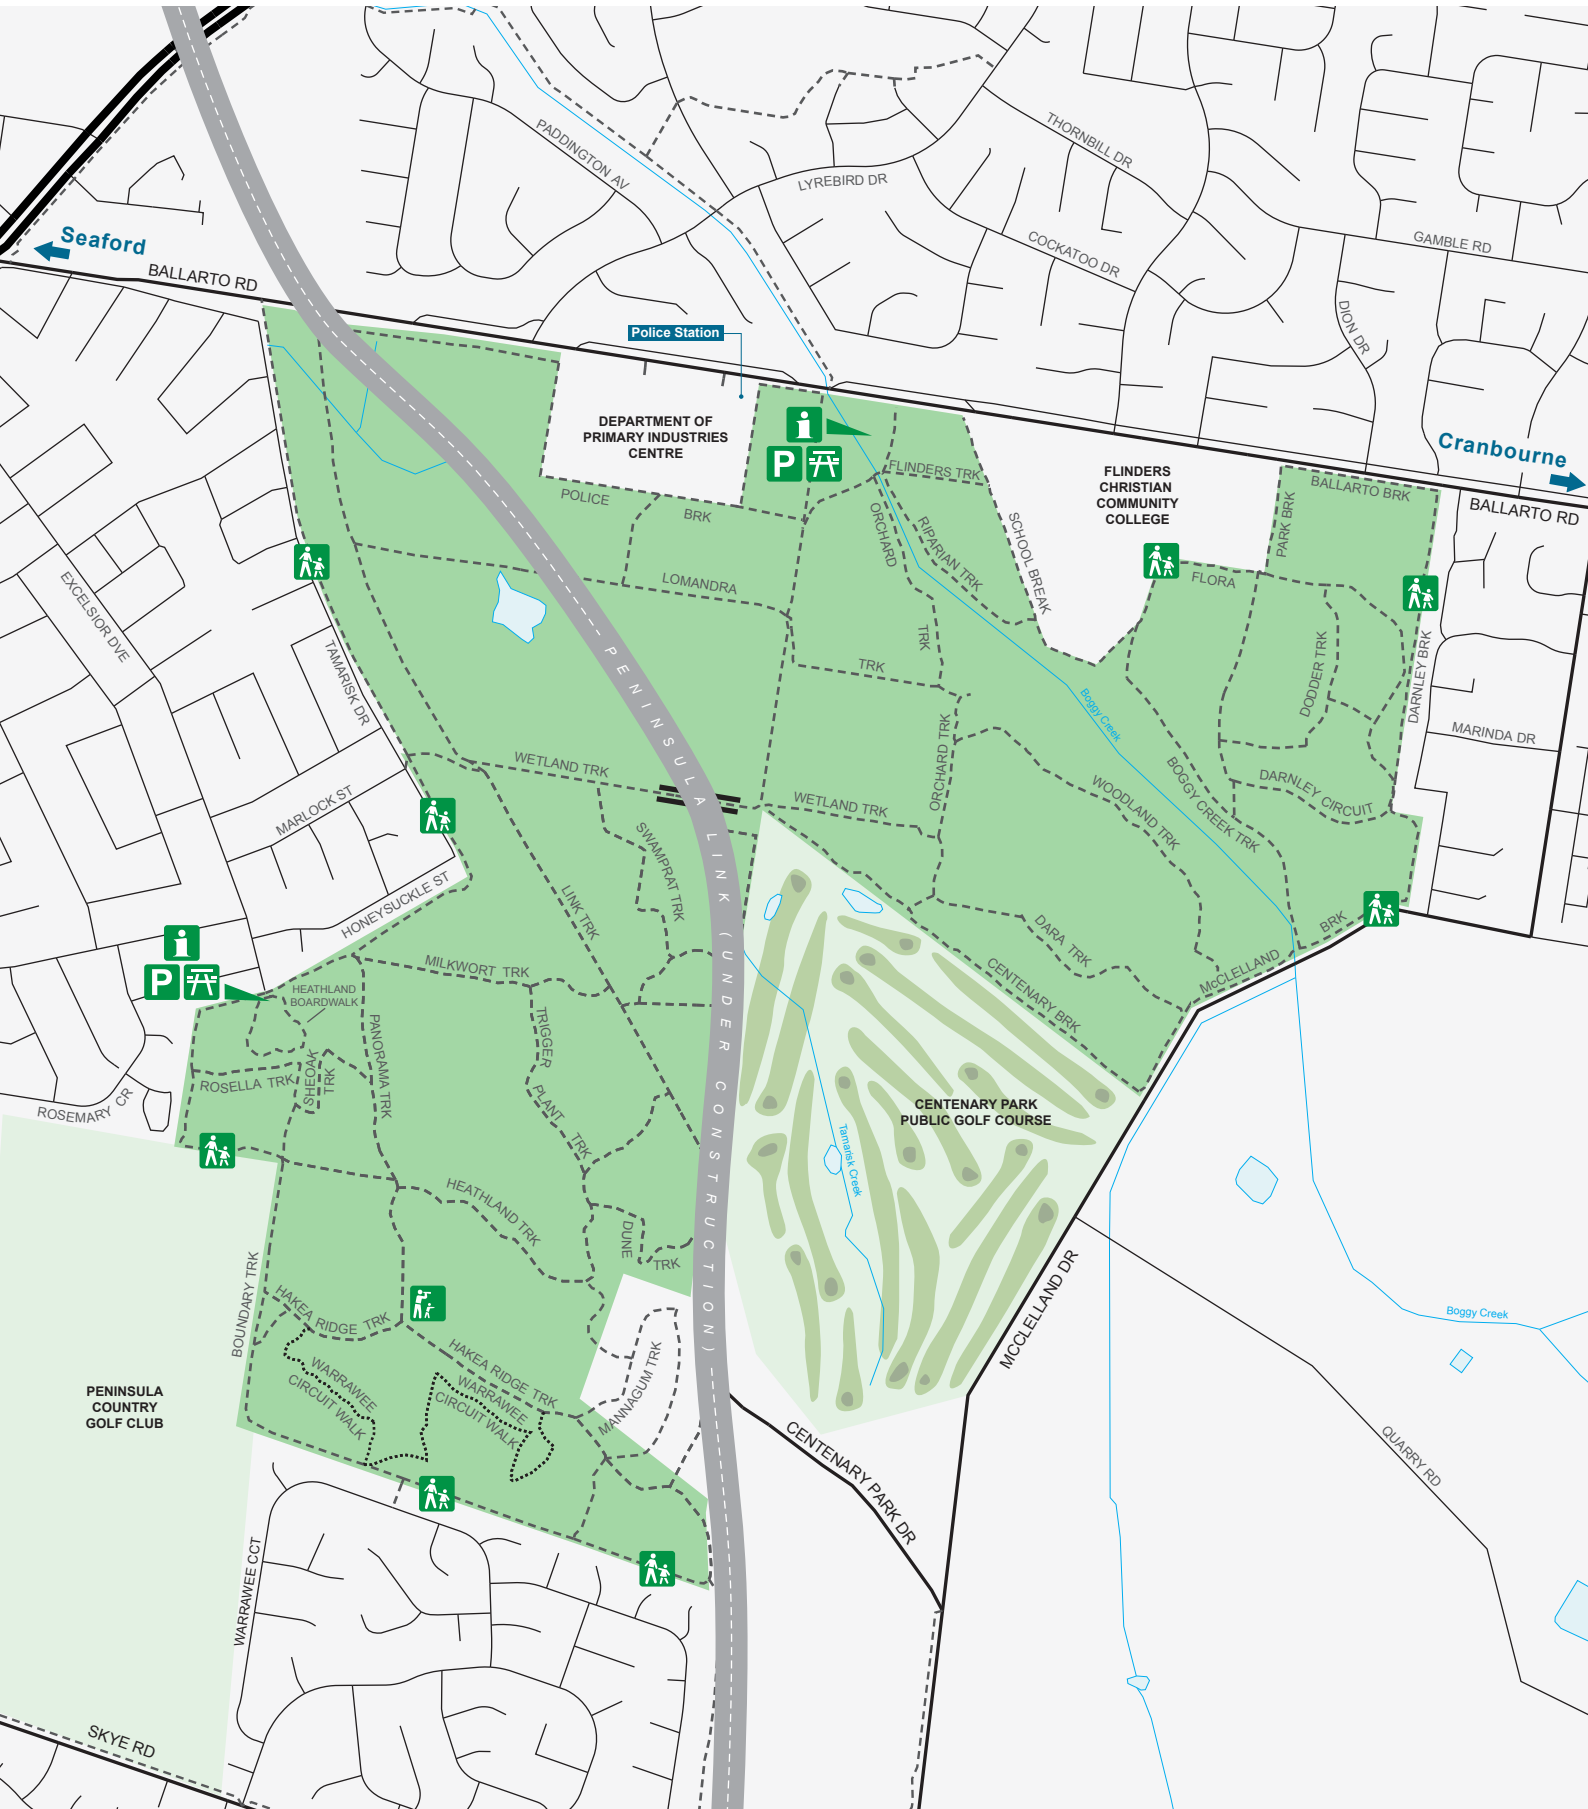 PADDINGTON AV
THORNBILL DR
LYREBIRD DR
COCKATOO DR
GAMBLE RD
Seaford
BALLARTO RD
DION DR
Police Station
DEPARTMENT OF
PRIMARY INDUSTRIES
CENTRE
i
P
FLINDERS TRK
FLINDERS
CHRISTIAN
COMMUNITY
COLLEGE
Cranbourne
BALLARTO BRK
BALLARTO RD
PARK BRK
POLICE
BRK
ORCHARD
TRK
RIPARIAN TRK
SCHOOL BREAK
FLORA
LOMANDRA
TRK
EXCELSIOR DVE
TAMARISK DR
DODDER TRK
DARNLEY BRK
MARINDA DR
Boggy Creek
PENINSULA LINK (UNDER CONSTRUCTION)
WETLAND TRK
WETLAND TRK
ORCHARD TRK
WOODLAND TRK
BOGGY CREEK TRK
DARNLEY CIRCUIT
MARLOCK ST
SWAMPRAT TRK
HONEYSUCKLE ST
LINK TRK
DARA TRK
McCLELLAND
BRK
CENTENARY BRK
i
P
MILKWORT TRK
HEATHLAND
BOARDWALK
PANORAMA TRK
TRIGGER
PLANT
TRK
ROSELLA TRK
SHEOAK
TRK
ROSEMARY CR
CENTENARY PARK
PUBLIC GOLF COURSE
Tamarisk Creek
HEATHLAND TRK
DUNE
TRK
BOUNDARY TRK
HAKEA RIDGE TRK
HAKEA RIDGE TRK
WARRAWEE
CIRCUIT WALK
WARRAWEE
CIRCUIT WALK
MANNAGUM TRK
MCCLELLAND DR
Boggy Creek
PENINSULA
COUNTRY
GOLF CLUB
CENTENARY PARK DR
QUARRY RD
WARRAWEE CCT
SKYE RD